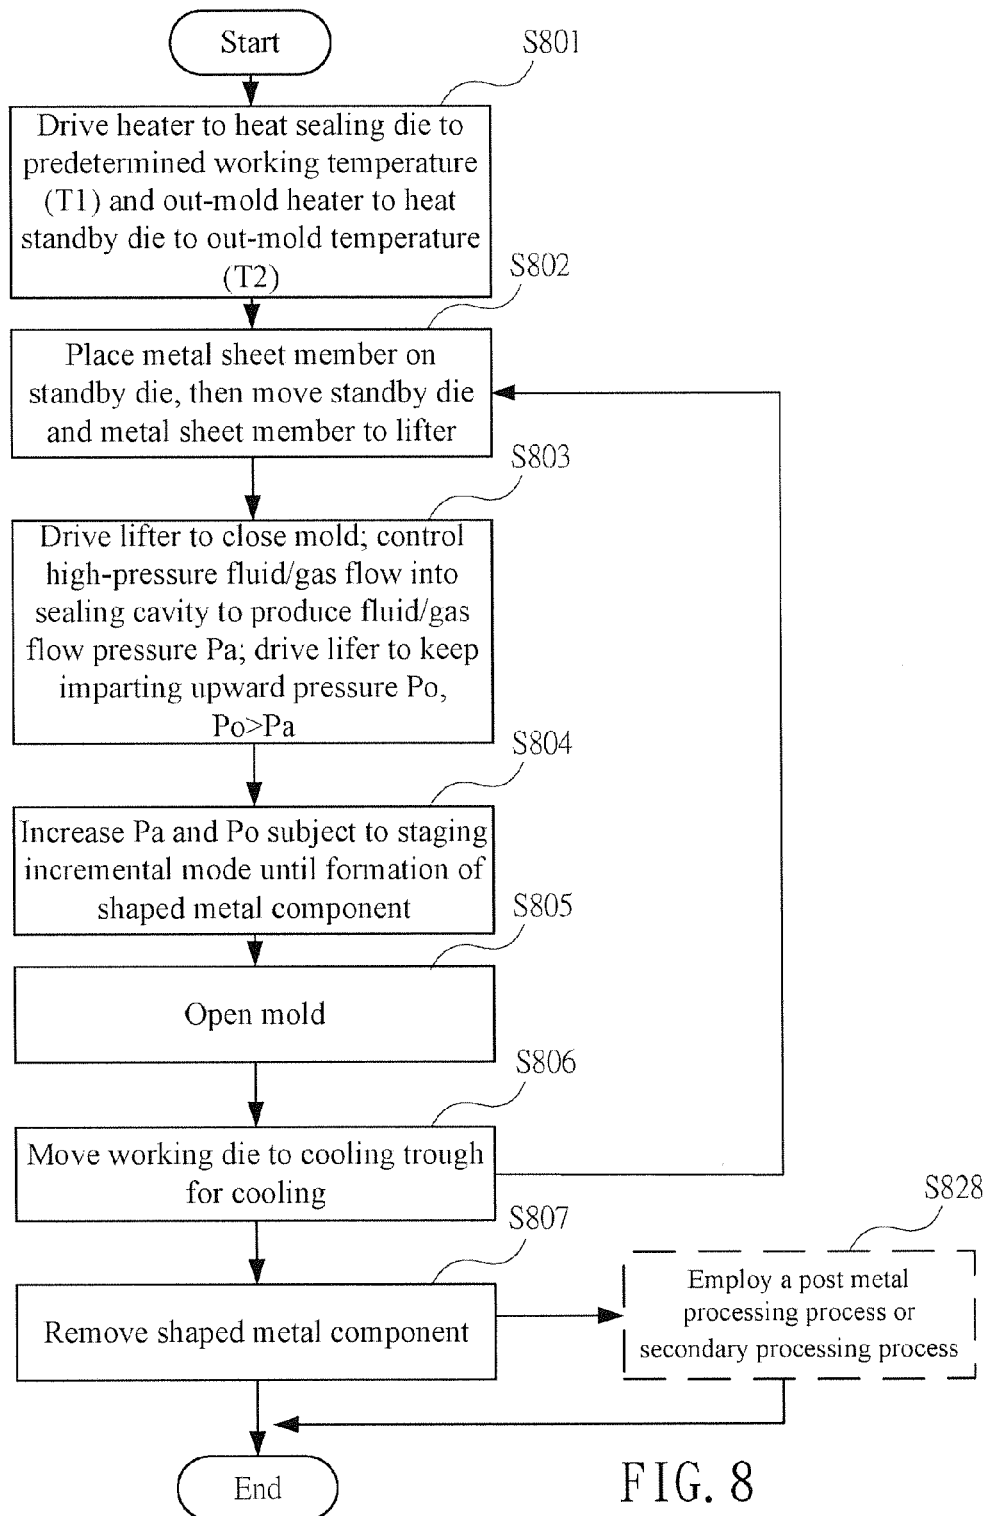 Start
S801
Drive heater to heat sealing die to
predetermined working temperature
(T1) and out-mold heater to heat
standby die to out-mold temperature
(T2)
S802
Place metal sheet member on
standby die, then move standby die
and metal sheet member to lifter
S803
Drive lifter to close mold; control
high-pressure fluid/gas flow into
sealing cavity to produce fluid/gas
flow pressure Pa; drive lifer to keep
imparting upward pressure Po,
Po>Pa
S804
Increase Pa and Po subject to staging
incremental mode until formation of
shaped metal component
S805
Open mold
S806
Move working die to cooling trough
for cooling
S807
Remove shaped metal component
S828
Employ a post metal
processing process or
secondary processing process
End
FIG. 8